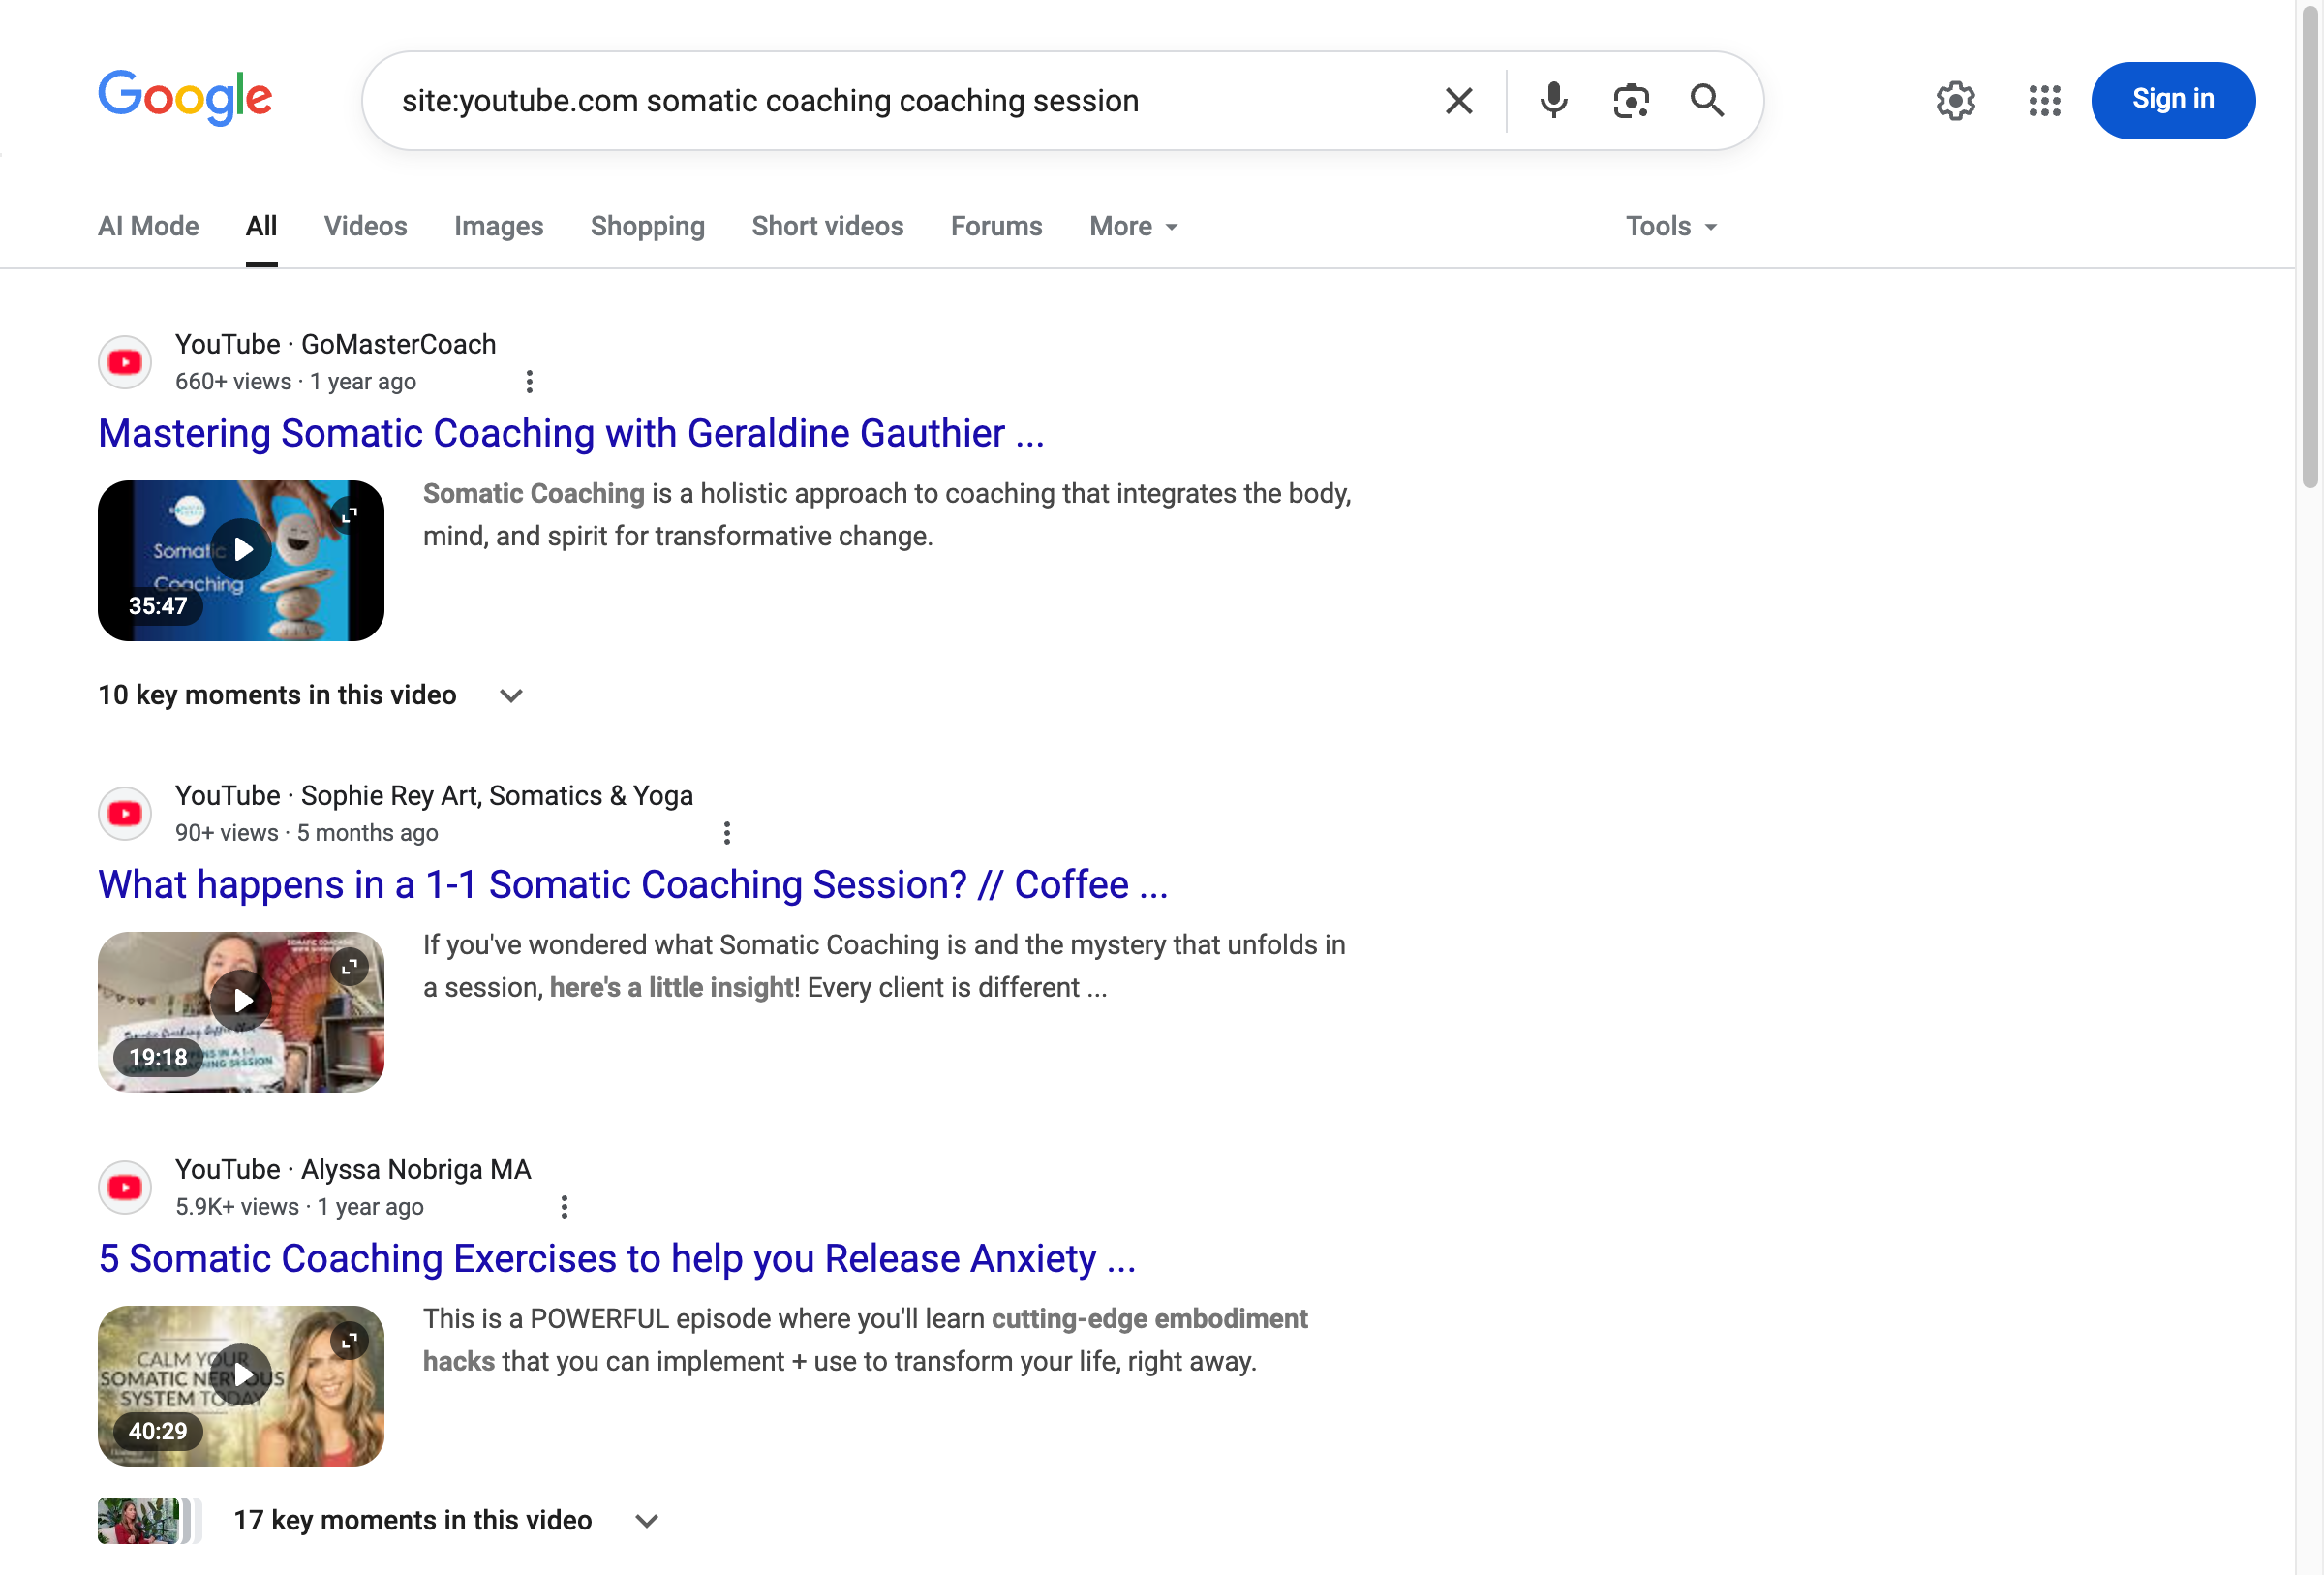 Google
site:youtube.com somatic coaching coaching session
Sign in
AI Mode
All
Videos
Images
Shopping
Short videos
Forums
More
Tools
YouTube · GoMasterCoach
660+ views · 1 year ago
Mastering Somatic Coaching with Geraldine Gauthier ...
Somatic
Coaching
35:47
Somatic Coaching is a holistic approach to coaching that integrates the body,
mind, and spirit for transformative change.
10 key moments in this video
YouTube · Sophie Rey Art, Somatics & Yoga
90+ views · 5 months ago
What happens in a 1-1 Somatic Coaching Session? // Coffee ...
19:18
If you've wondered what Somatic Coaching is and the mystery that unfolds in
a session, here's a little insight! Every client is different ...
YouTube · Alyssa Nobriga MA
5.9K+ views · 1 year ago
5 Somatic Coaching Exercises to help you Release Anxiety ...
CALM YOUR
SOMATIC NERVOUS
SYSTEM TODAY
40:29
This is a POWERFUL episode where you'll learn cutting-edge embodiment
hacks that you can implement + use to transform your life, right away.
17 key moments in this video